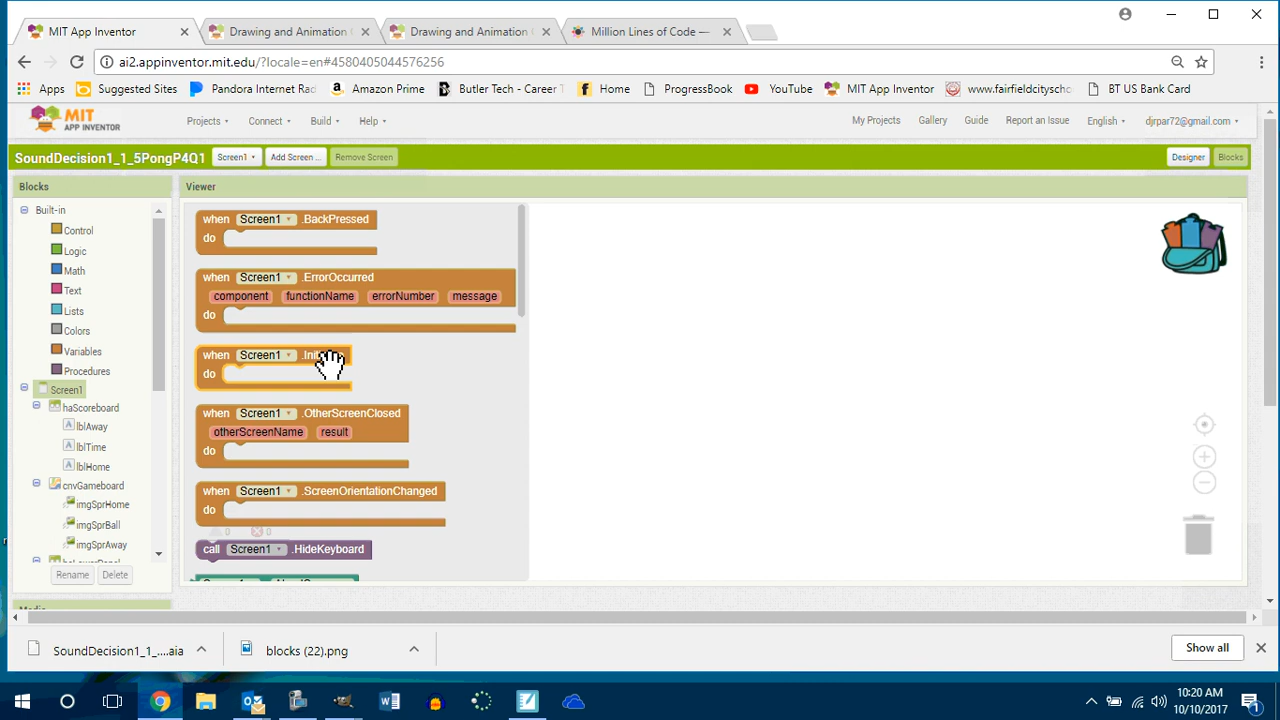 MIT App Inventor
Drawing and Animation
Drawing and Animation
Million Lines of Code —
ai2.appinventor.mit.edu/?locale=en#4580405044576256
Apps
Suggested Sites
Pandora Internet Rad
Amazon Prime
Butler Tech - Career
Home
ProgressBook
YouTube
MIT App Inventor
www.fairfieldcitysch
BT US Bank Card
MIT
APP INVENTOR
Projects
Connect
Build
Help
My Projects
Gallery
Guide
Report an Issue
English
djrpar72@gmail.com
SoundDecision1_1_5PongP4Q1
Screen1
Add Screen ...
Remove Screen
Designer
Blocks
Blocks
Viewer
Built-in
Control
Logic
Math
Text
Lists
Colors
Variables
Procedures
Screen1
haScoreboard
lblAway
lblTime
lblHome
cnvGameboard
imgSprHome
imgSprBall
imgSprAway
Rename
Delete
when Screen1 .BackPressed
do
when Screen1 .ErrorOccurred
component functionName errorNumber message
do
when Screen1
do
when Screen1 .OtherScreenClosed
otherScreenName result
do
when Screen1 .ScreenOrientationChanged
do
0 0
call Screen1 .HideKeyboard
SoundDecision1_1_....aia
blocks (22).png
Show all
10:20 AM
10/10/2017